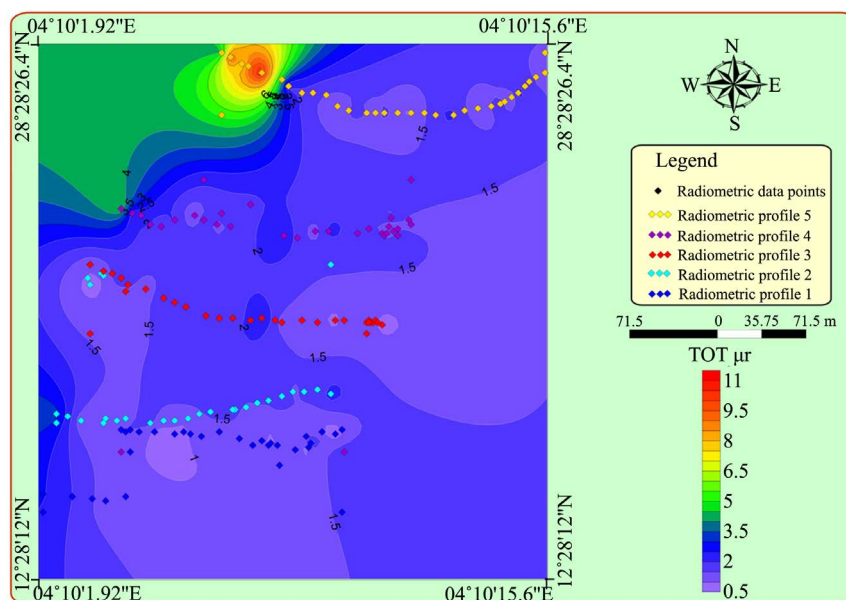 04°10'1.92"E 04°10'15.6"E
28°28'26.4"N
28°28'26.4"N
N
W E
S
Legend
Radiometric data points
Radiometric profile 5
Radiometric profile 4
Radiometric profile 3
Radiometric profile 2
Radiometric profile 1
71.5 0 35.75 71.5 m
TOT µr
11
9.5
8
6.5
5
3.5
2
0.5
2
1.5
4
1.5
2
1.5
2
1.5
1.5
1.5
1.5
1
1.5
12°28'12"N
12°28'12"N
04°10'1.92"E 04°10'15.6"E